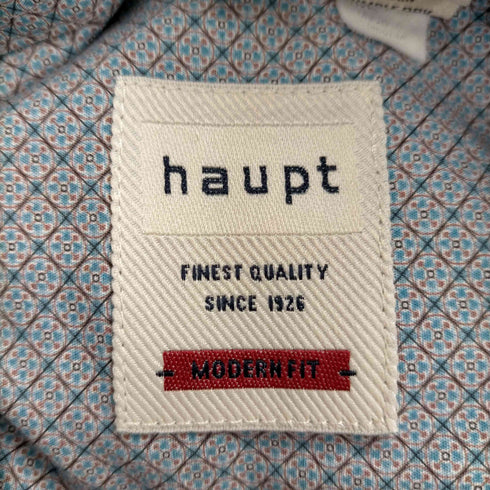 haupt
FINEST QUALITY
SINCE 1926
MODERN FIT